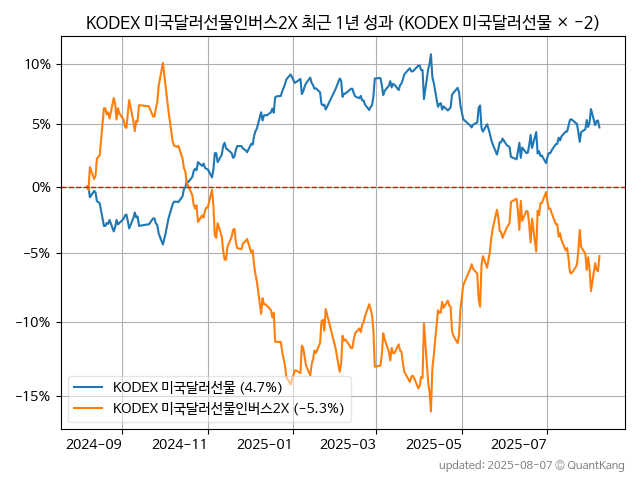 KODEX 미국달러선물인버스2X 최근 1년 성과 (KODEX 미국달러선물 × −2)
10%
5%
0%
−5%
−10%
−15%
KODEX 미국달러선물 (4.7%)
KODEX 미국달러선물인버스2X (−5.3%)
2024-09 2024-11 2025-01 2025-03 2025-05 2025-07
updated: 2025-08-07 © QuantKang